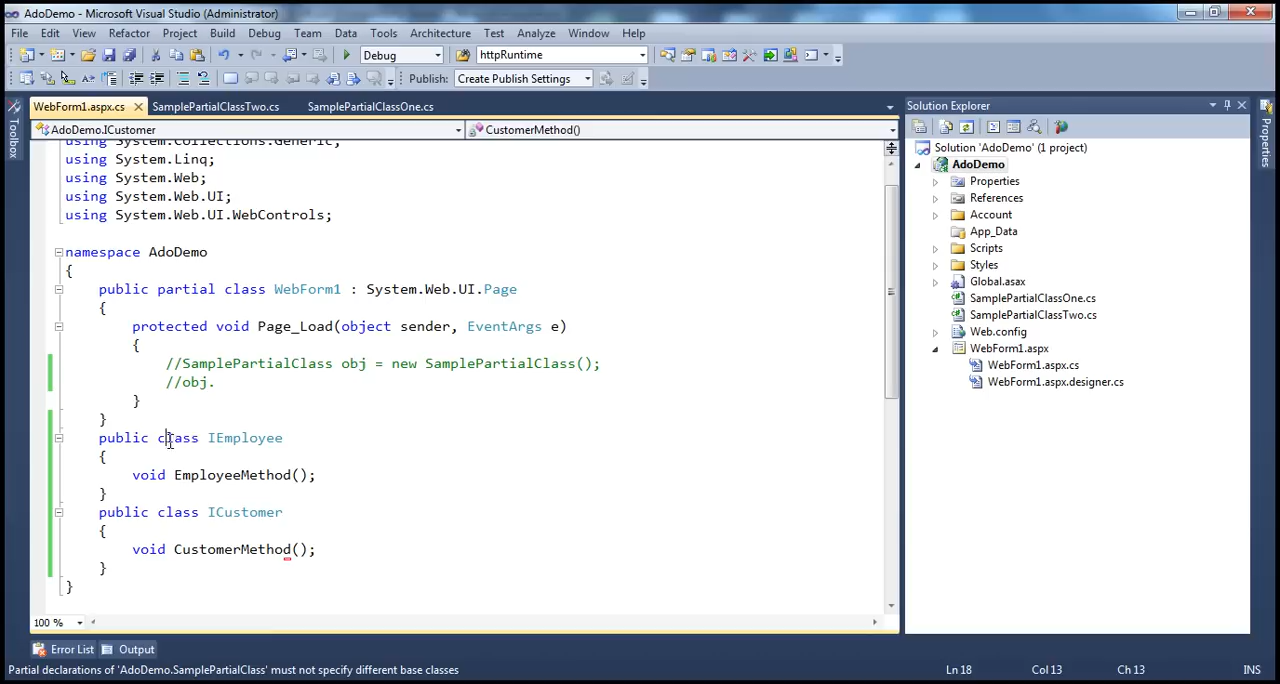 AdoDemo - Microsoft Visual Studio (Administrator)
File Edit View Refactor Project Build Debug Team Data Tools Architecture Test Analyze Window Help
Debug httpRuntime
Publish: Create Publish Settings
WebForm1.aspx.cs SamplePartialClassTwo.cs SamplePartialClassOne.cs
AdoDemo.ICustomer CustomerMethod()
using System.Collections.Generic;
using System.Linq;
using System.Web;
using System.Web.UI;
using System.Web.UI.WebControls;
namespace AdoDemo
{
public partial class WebForm1 : System.Web.UI.Page
{
protected void Page_Load(object sender, EventArgs e)
{
//SamplePartialClass obj = new SamplePartialClass();
//obj.
}
}
public class IEmployee
{
void EmployeeMethod();
}
public class ICustomer
{
void CustomerMethod();
}
}
100 %
Toolbox
Solution Explorer
Solution 'AdoDemo' (1 project)
AdoDemo
Properties
References
Account
App_Data
Scripts
Styles
Global.asax
SamplePartialClassOne.cs
SamplePartialClassTwo.cs
Web.config
WebForm1.aspx
WebForm1.aspx.cs
WebForm1.aspx.designer.cs
Properties
Error List Output
Partial declarations of 'AdoDemo.SamplePartialClass' must not specify different base classes Ln 18 Col 13 Ch 13 INS